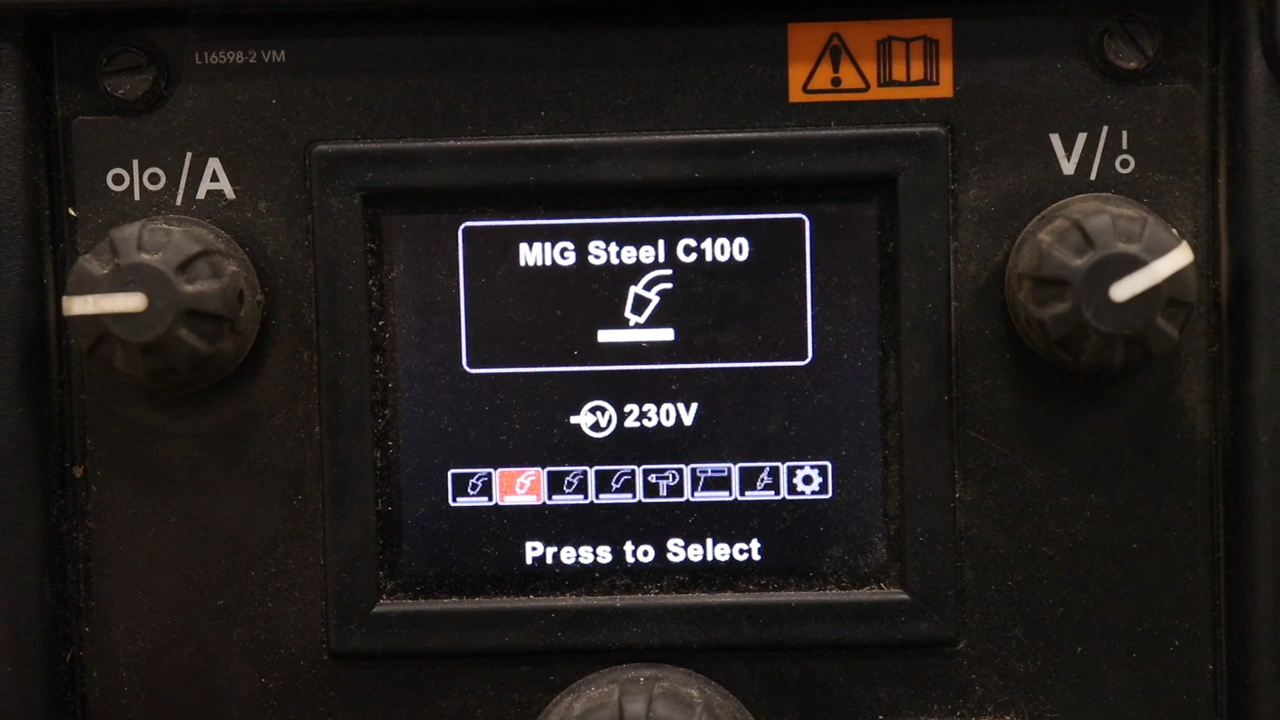 L16598-2 VM
/A
V/
MIG Steel C100
V 230V
Press to Select